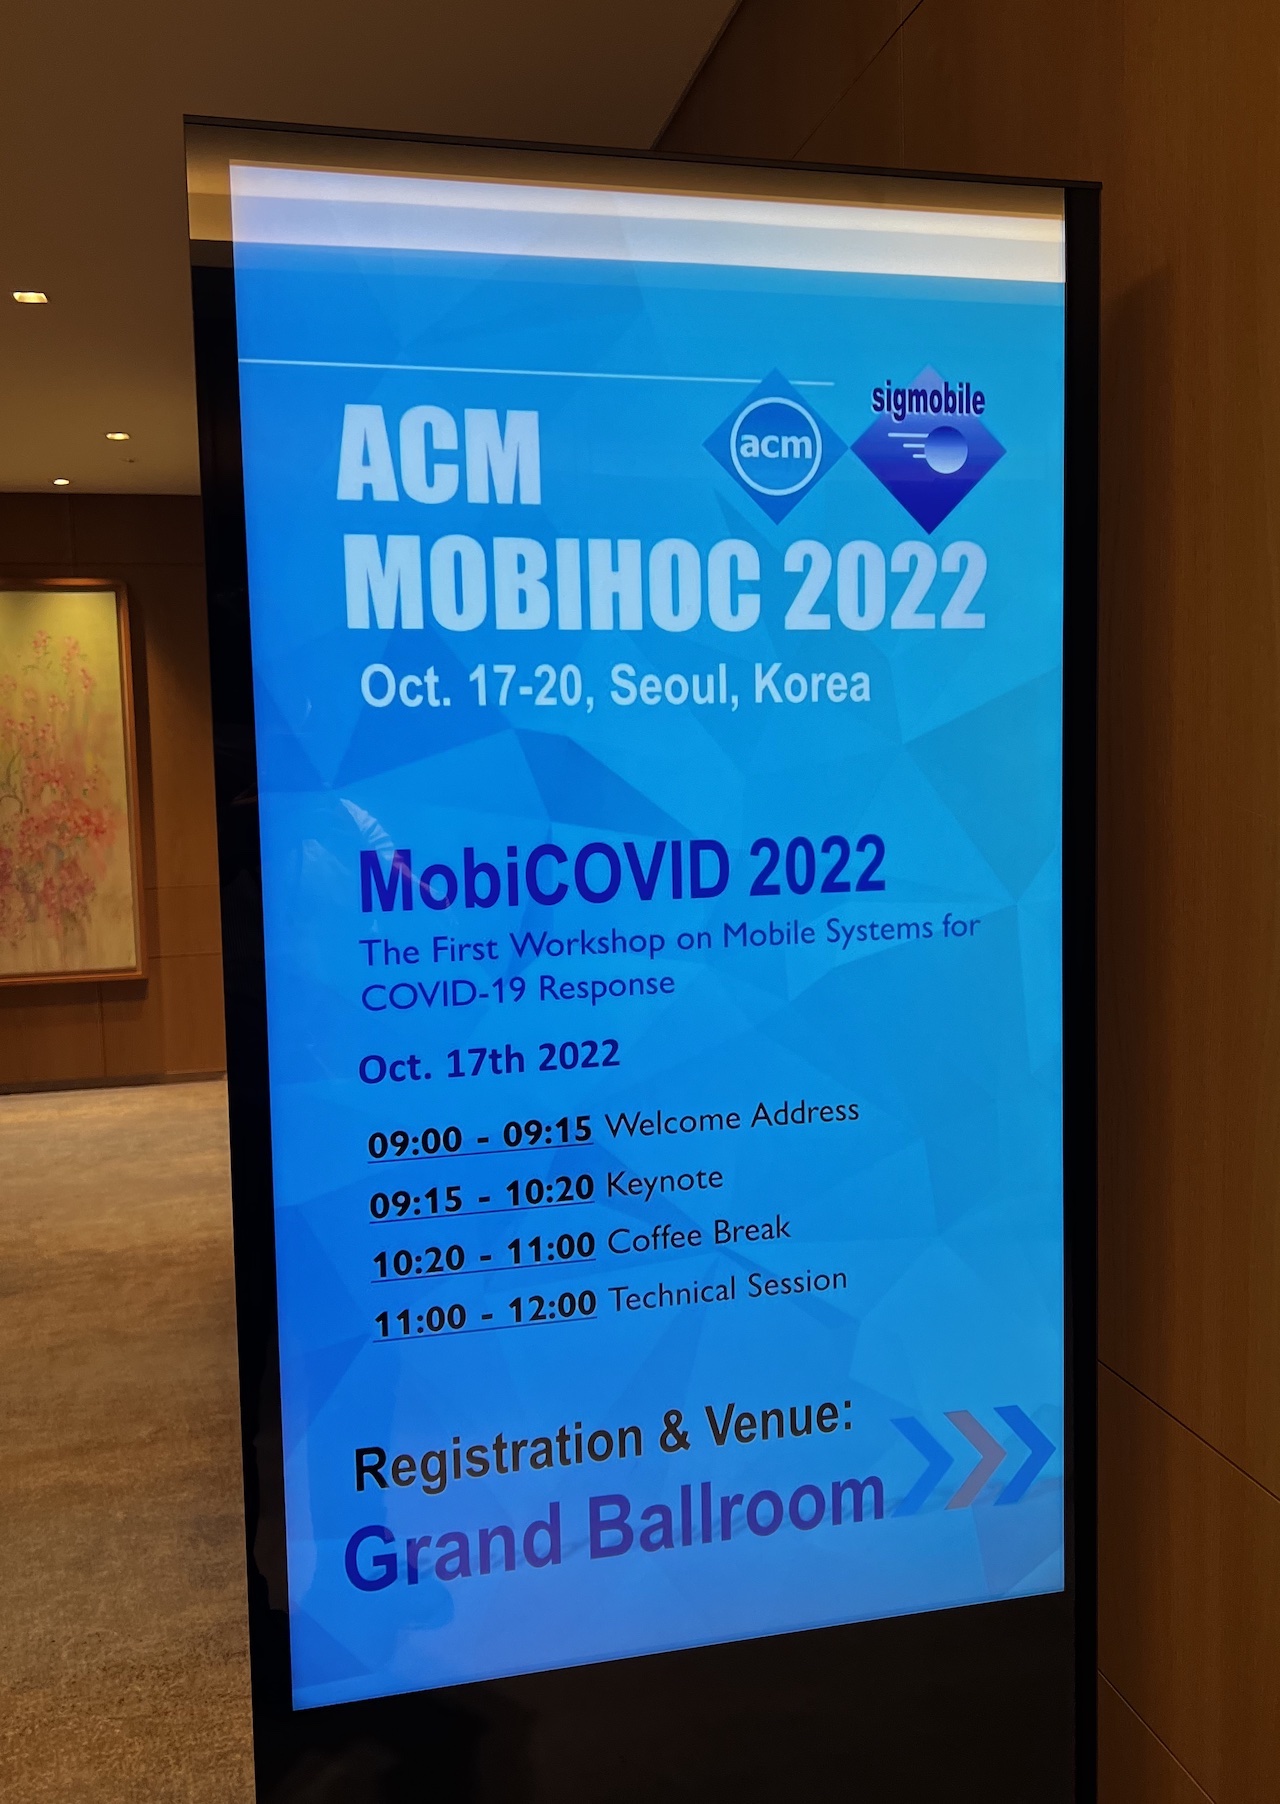 ACM
acm
sigmobile
MOBIHOC 2022
Oct. 17-20, Seoul, Korea
MobiCOVID 2022
The First Workshop on Mobile Systems for
COVID-19 Response
Oct. 17th 2022
09:00 - 09:15 Welcome Address
09:15 - 10:20 Keynote
10:20 - 11:00 Coffee Break
11:00 - 12:00 Technical Session
Registration & Venue:
Grand Ballroom